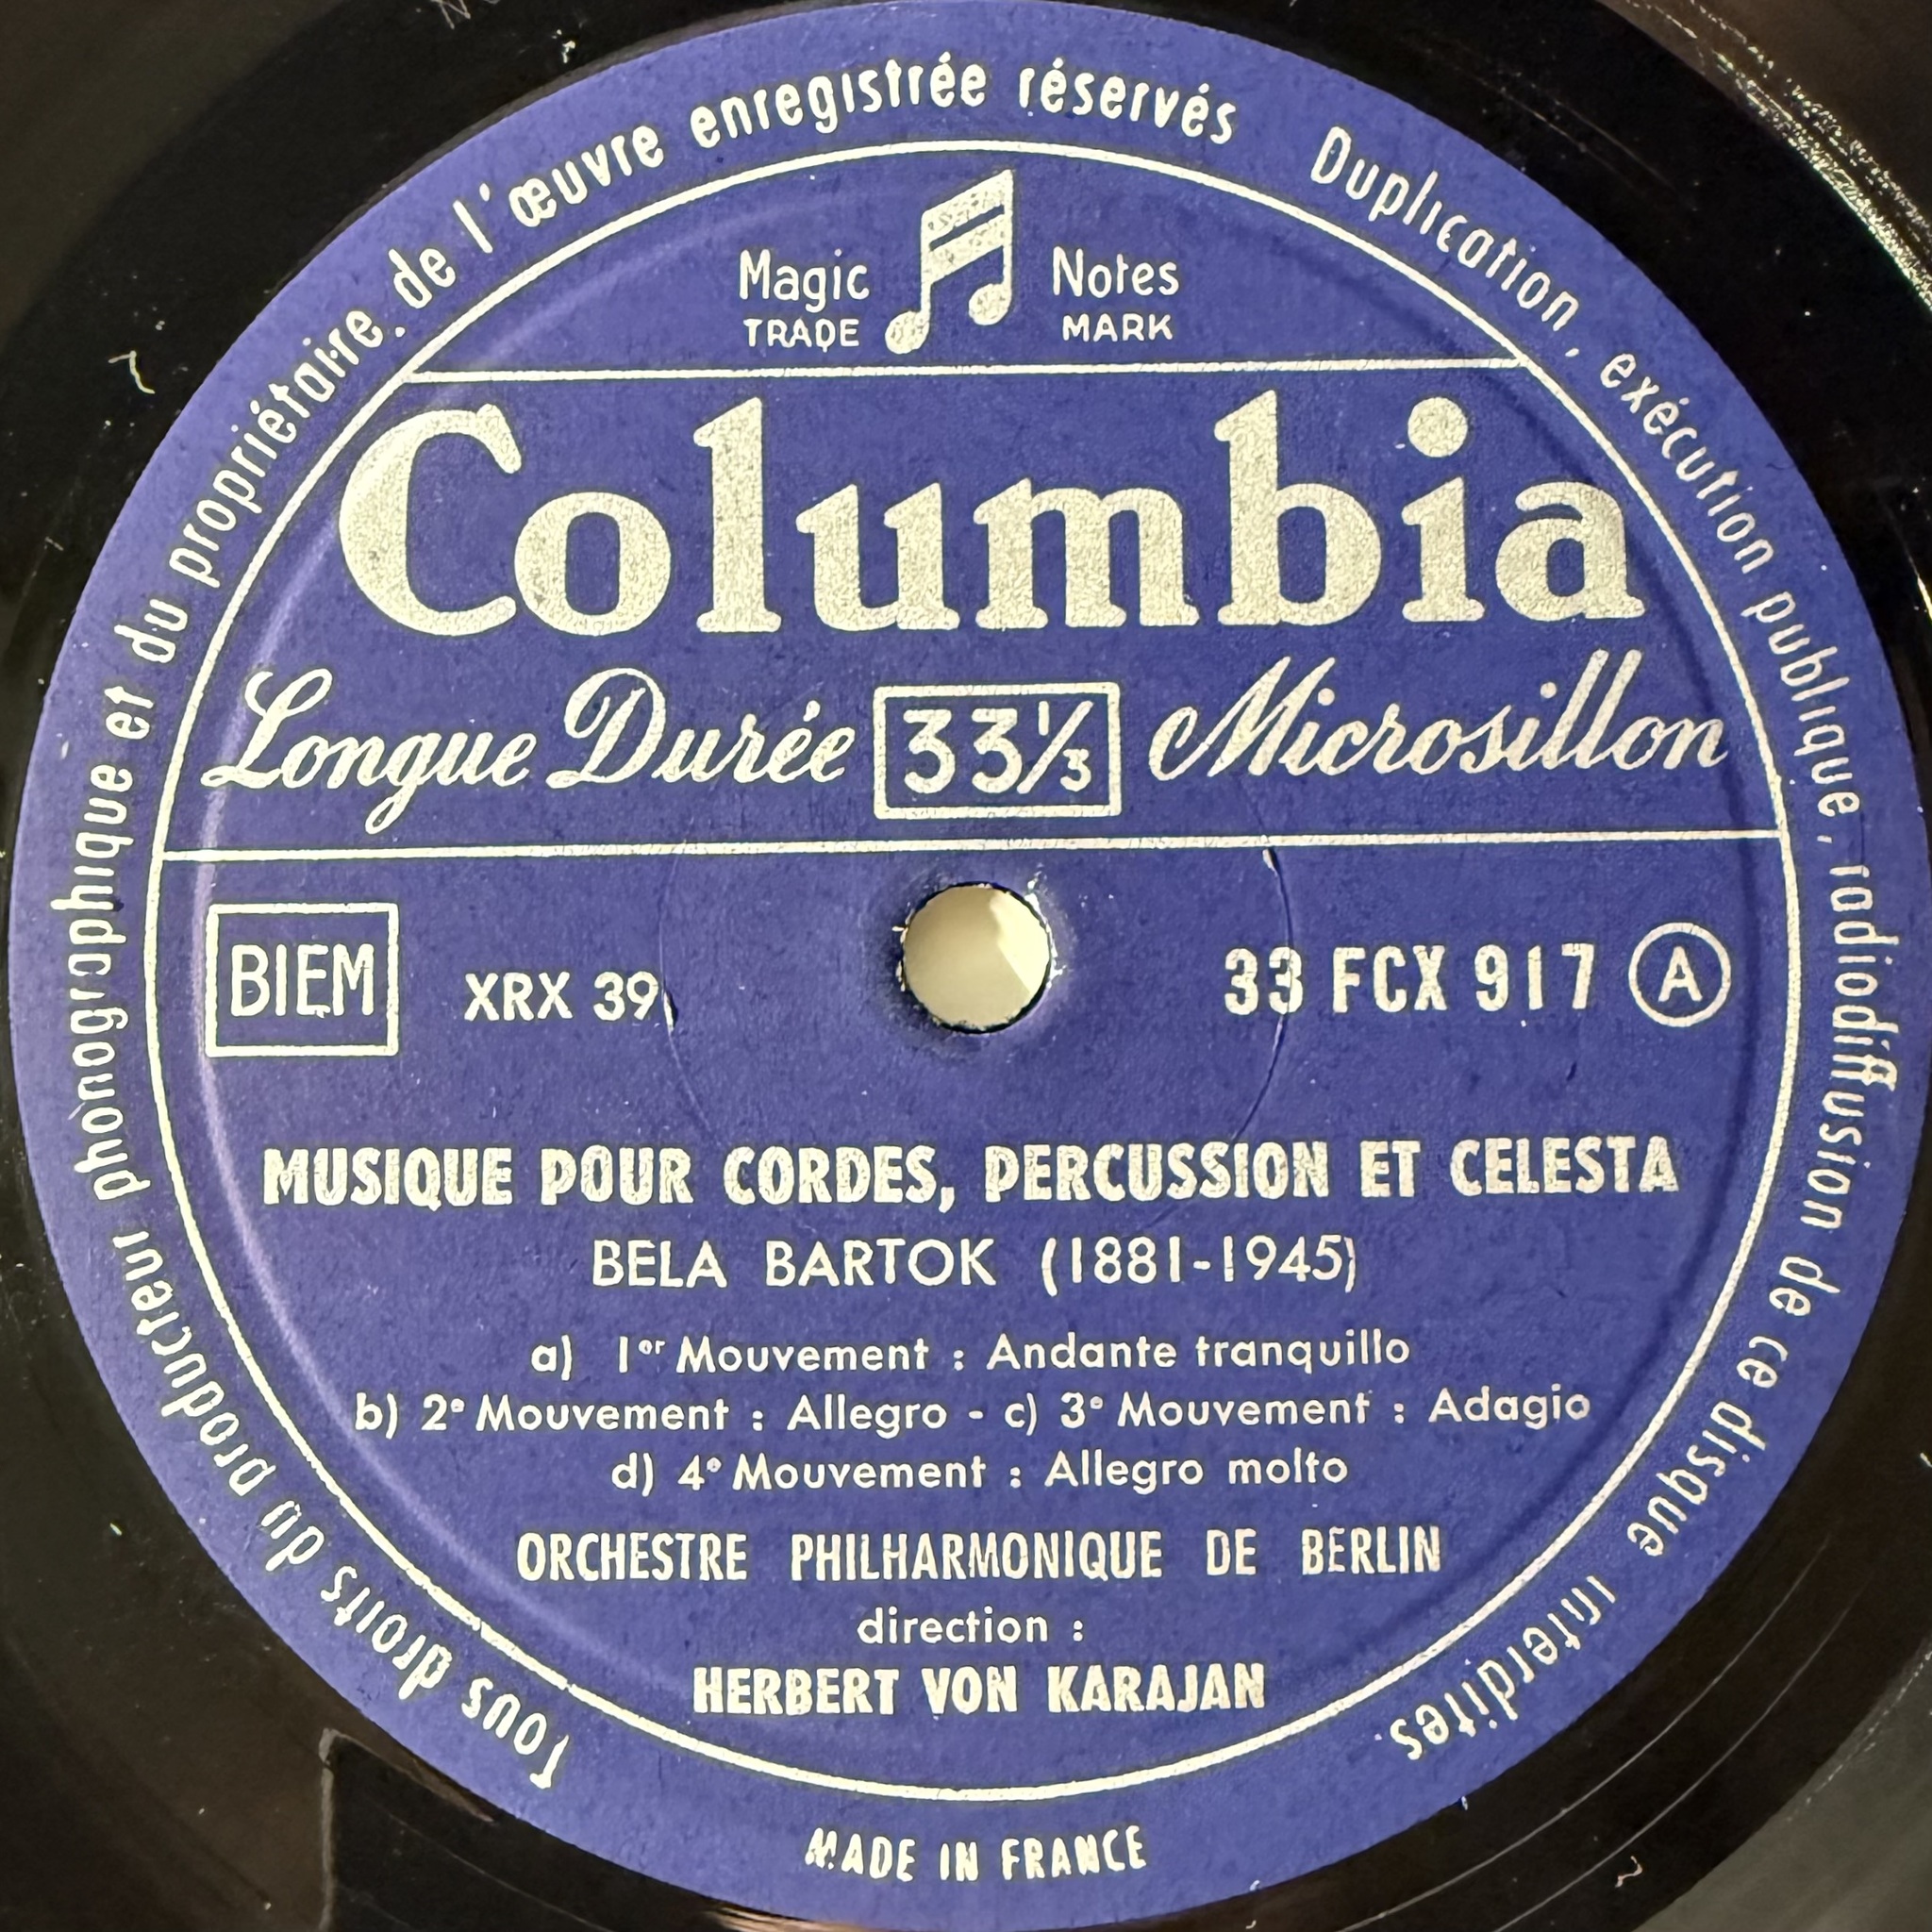 Tous droits du producteur phonographique et du propriétaire de l'œuvre enregistrée réservés Duplication, exécution publique, radiodiffusion de ce disque interdites.
Magic Notes
TRADE MARK
Columbia
Longue Durée 33⅓ Microsillon
BIEM XRX 39 33 FCX 917 A
MUSIQUE POUR CORDES, PERCUSSION ET CELESTA
BELA BARTOK (1881-1945)
a) 1er Mouvement : Andante tranquillo
b) 2e Mouvement : Allegro - c) 3e Mouvement : Adagio
d) 4e Mouvement : Allegro molto
ORCHESTRE PHILHARMONIQUE DE BERLIN
direction :
HERBERT VON KARAJAN
MADE IN FRANCE